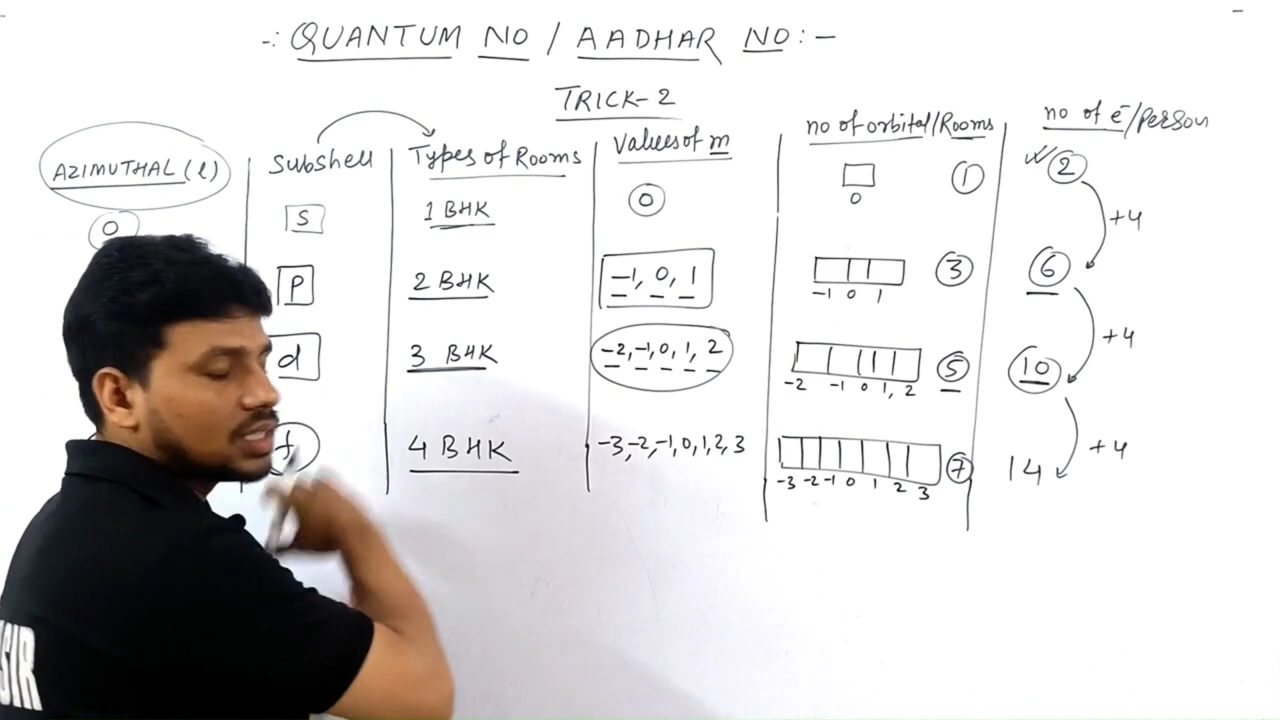 -: QUANTUM NO / AADHAR NO :-
TRICK-2
AZIMUTHAL (l) Subshell Types of Rooms Values of m no of orbital/Rooms no of e-/person
0 S 1 BHK 0 0 1 2 +4
P 2 BHK -1, 0, 1 -1 0 1 3 6 +4
d 3 BHK -2,-1,0,1,2 -2 -1 0 1, 2 5 10 +4
f 4 BHK -3,-2,-1,0,1,2,3 -3 -2 -1 0 1 2 3 7 14
SIR